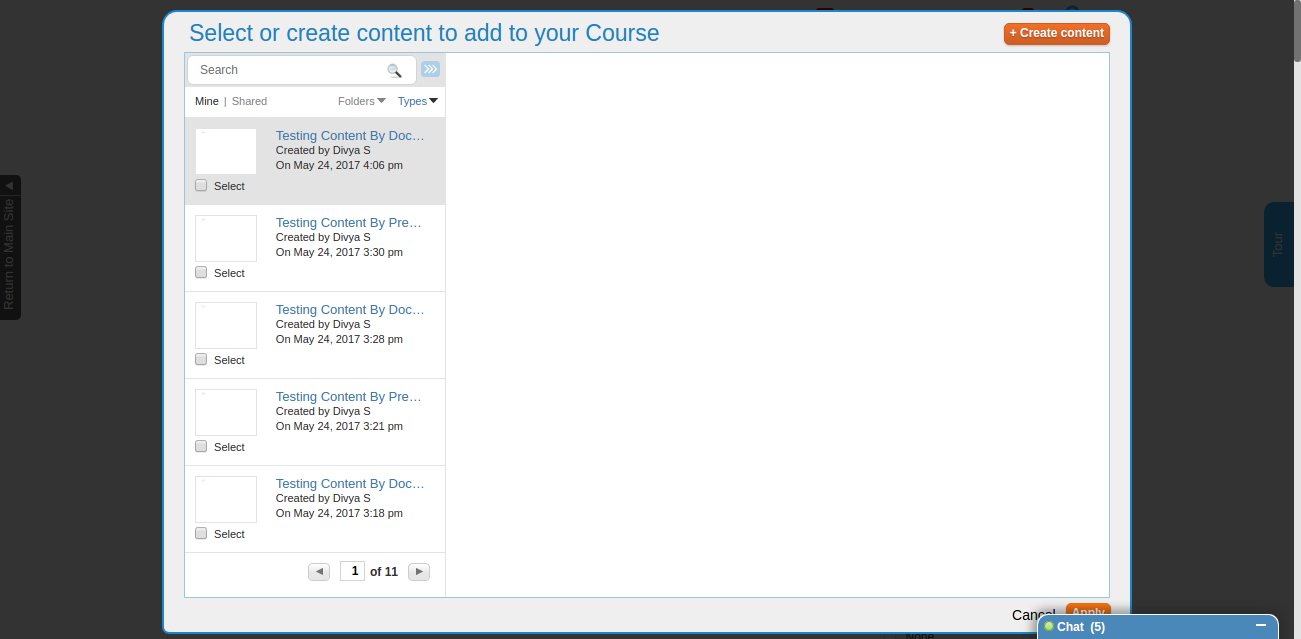 Select or create content to add to your Course
+ Create content
Search
Mine | Shared
Folders
Types
Testing Content By Doc…
Created by Divya S
On May 24, 2017 4:06 pm
Select
Testing Content By Pre…
Created by Divya S
On May 24, 2017 3:30 pm
Select
Testing Content By Doc…
Created by Divya S
On May 24, 2017 3:28 pm
Select
Testing Content By Pre…
Created by Divya S
On May 24, 2017 3:21 pm
Select
Testing Content By Doc…
Created by Divya S
On May 24, 2017 3:18 pm
Select
1 of 11
Cancel
Apply
Chat (5)
None
Return to Main Site
Tour